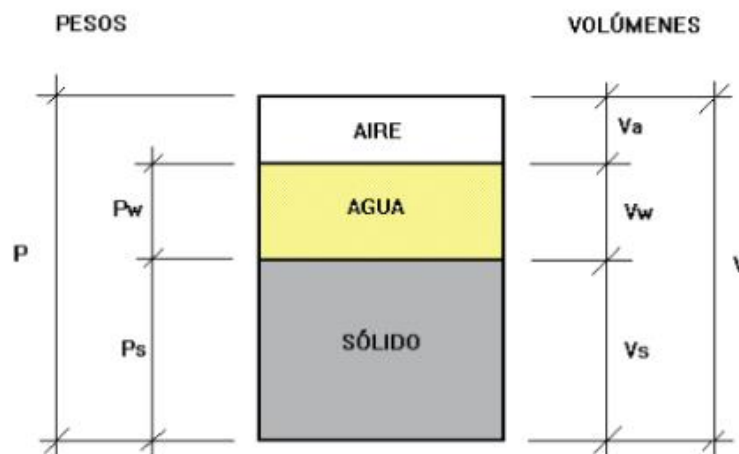 PESOS
VOLÚMENES
AIRE
Va
Pw
AGUA
Vw
P
V
Ps
SÓLIDO
Vs